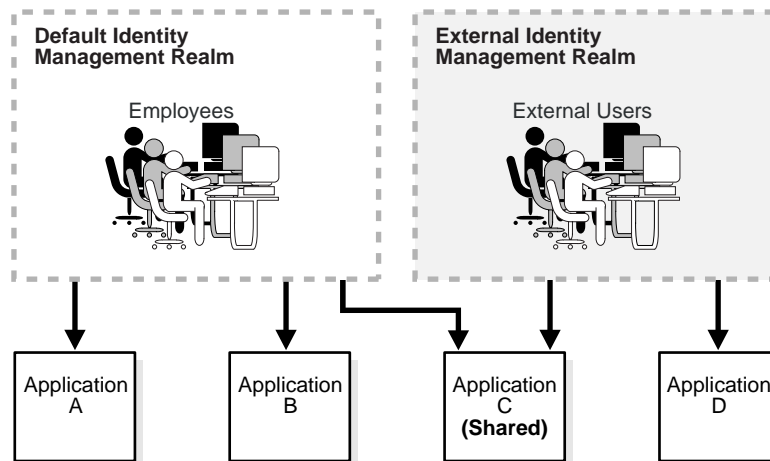 Default Identity
Management Realm
Employees
External Identity
Management Realm
External Users
Application
A
Application
B
Application
C
(Shared)
Application
D